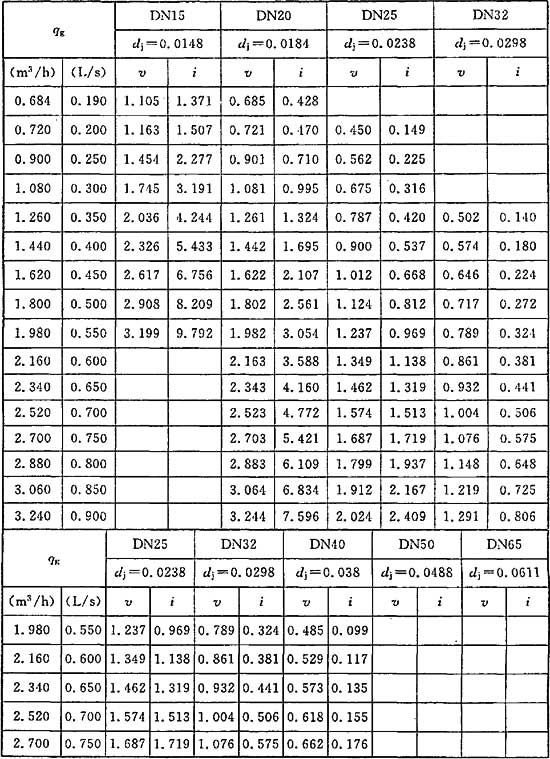 qg DN15 DN20 DN25 DN32
dj=0.0148 dj=0.0184 dj=0.0238 dj=0.0298
(m³/h) (L/s) v i v i v i v i
0.684 0.190 1.105 1.371 0.685 0.428
0.720 0.200 1.163 1.507 0.721 0.470 0.450 0.149
0.900 0.250 1.454 2.277 0.901 0.710 0.562 0.225
1.080 0.300 1.745 3.191 1.081 0.995 0.675 0.316
1.260 0.350 2.036 4.244 1.261 1.324 0.787 0.420 0.502 0.140
1.440 0.400 2.326 5.433 1.442 1.695 0.900 0.537 0.574 0.180
1.620 0.450 2.617 6.756 1.622 2.107 1.012 0.668 0.646 0.224
1.800 0.500 2.908 8.209 1.802 2.561 1.124 0.812 0.717 0.272
1.980 0.550 3.199 9.792 1.982 3.054 1.237 0.969 0.789 0.324
2.160 0.600 2.163 3.588 1.349 1.138 0.861 0.381
2.340 0.650 2.343 4.160 1.462 1.319 0.932 0.441
2.520 0.700 2.523 4.772 1.574 1.513 1.004 0.506
2.700 0.750 2.703 5.421 1.687 1.719 1.076 0.575
2.880 0.800 2.883 6.109 1.799 1.937 1.148 0.648
3.060 0.850 3.064 6.834 1.912 2.167 1.219 0.725
3.240 0.900 3.244 7.596 2.024 2.409 1.291 0.806
qg DN25 DN32 DN40 DN50 DN65
dj=0.0238 dj=0.0298 dj=0.038 dj=0.0488 dj=0.0611
(m³/h) (L/s) v i v i v i v i v i
1.980 0.550 1.237 0.969 0.789 0.324 0.485 0.099
2.160 0.600 1.349 1.138 0.861 0.381 0.529 0.117
2.340 0.650 1.462 1.319 0.932 0.441 0.573 0.135
2.520 0.700 1.574 1.513 1.004 0.506 0.618 0.155
2.700 0.750 1.687 1.719 1.076 0.575 0.662 0.176